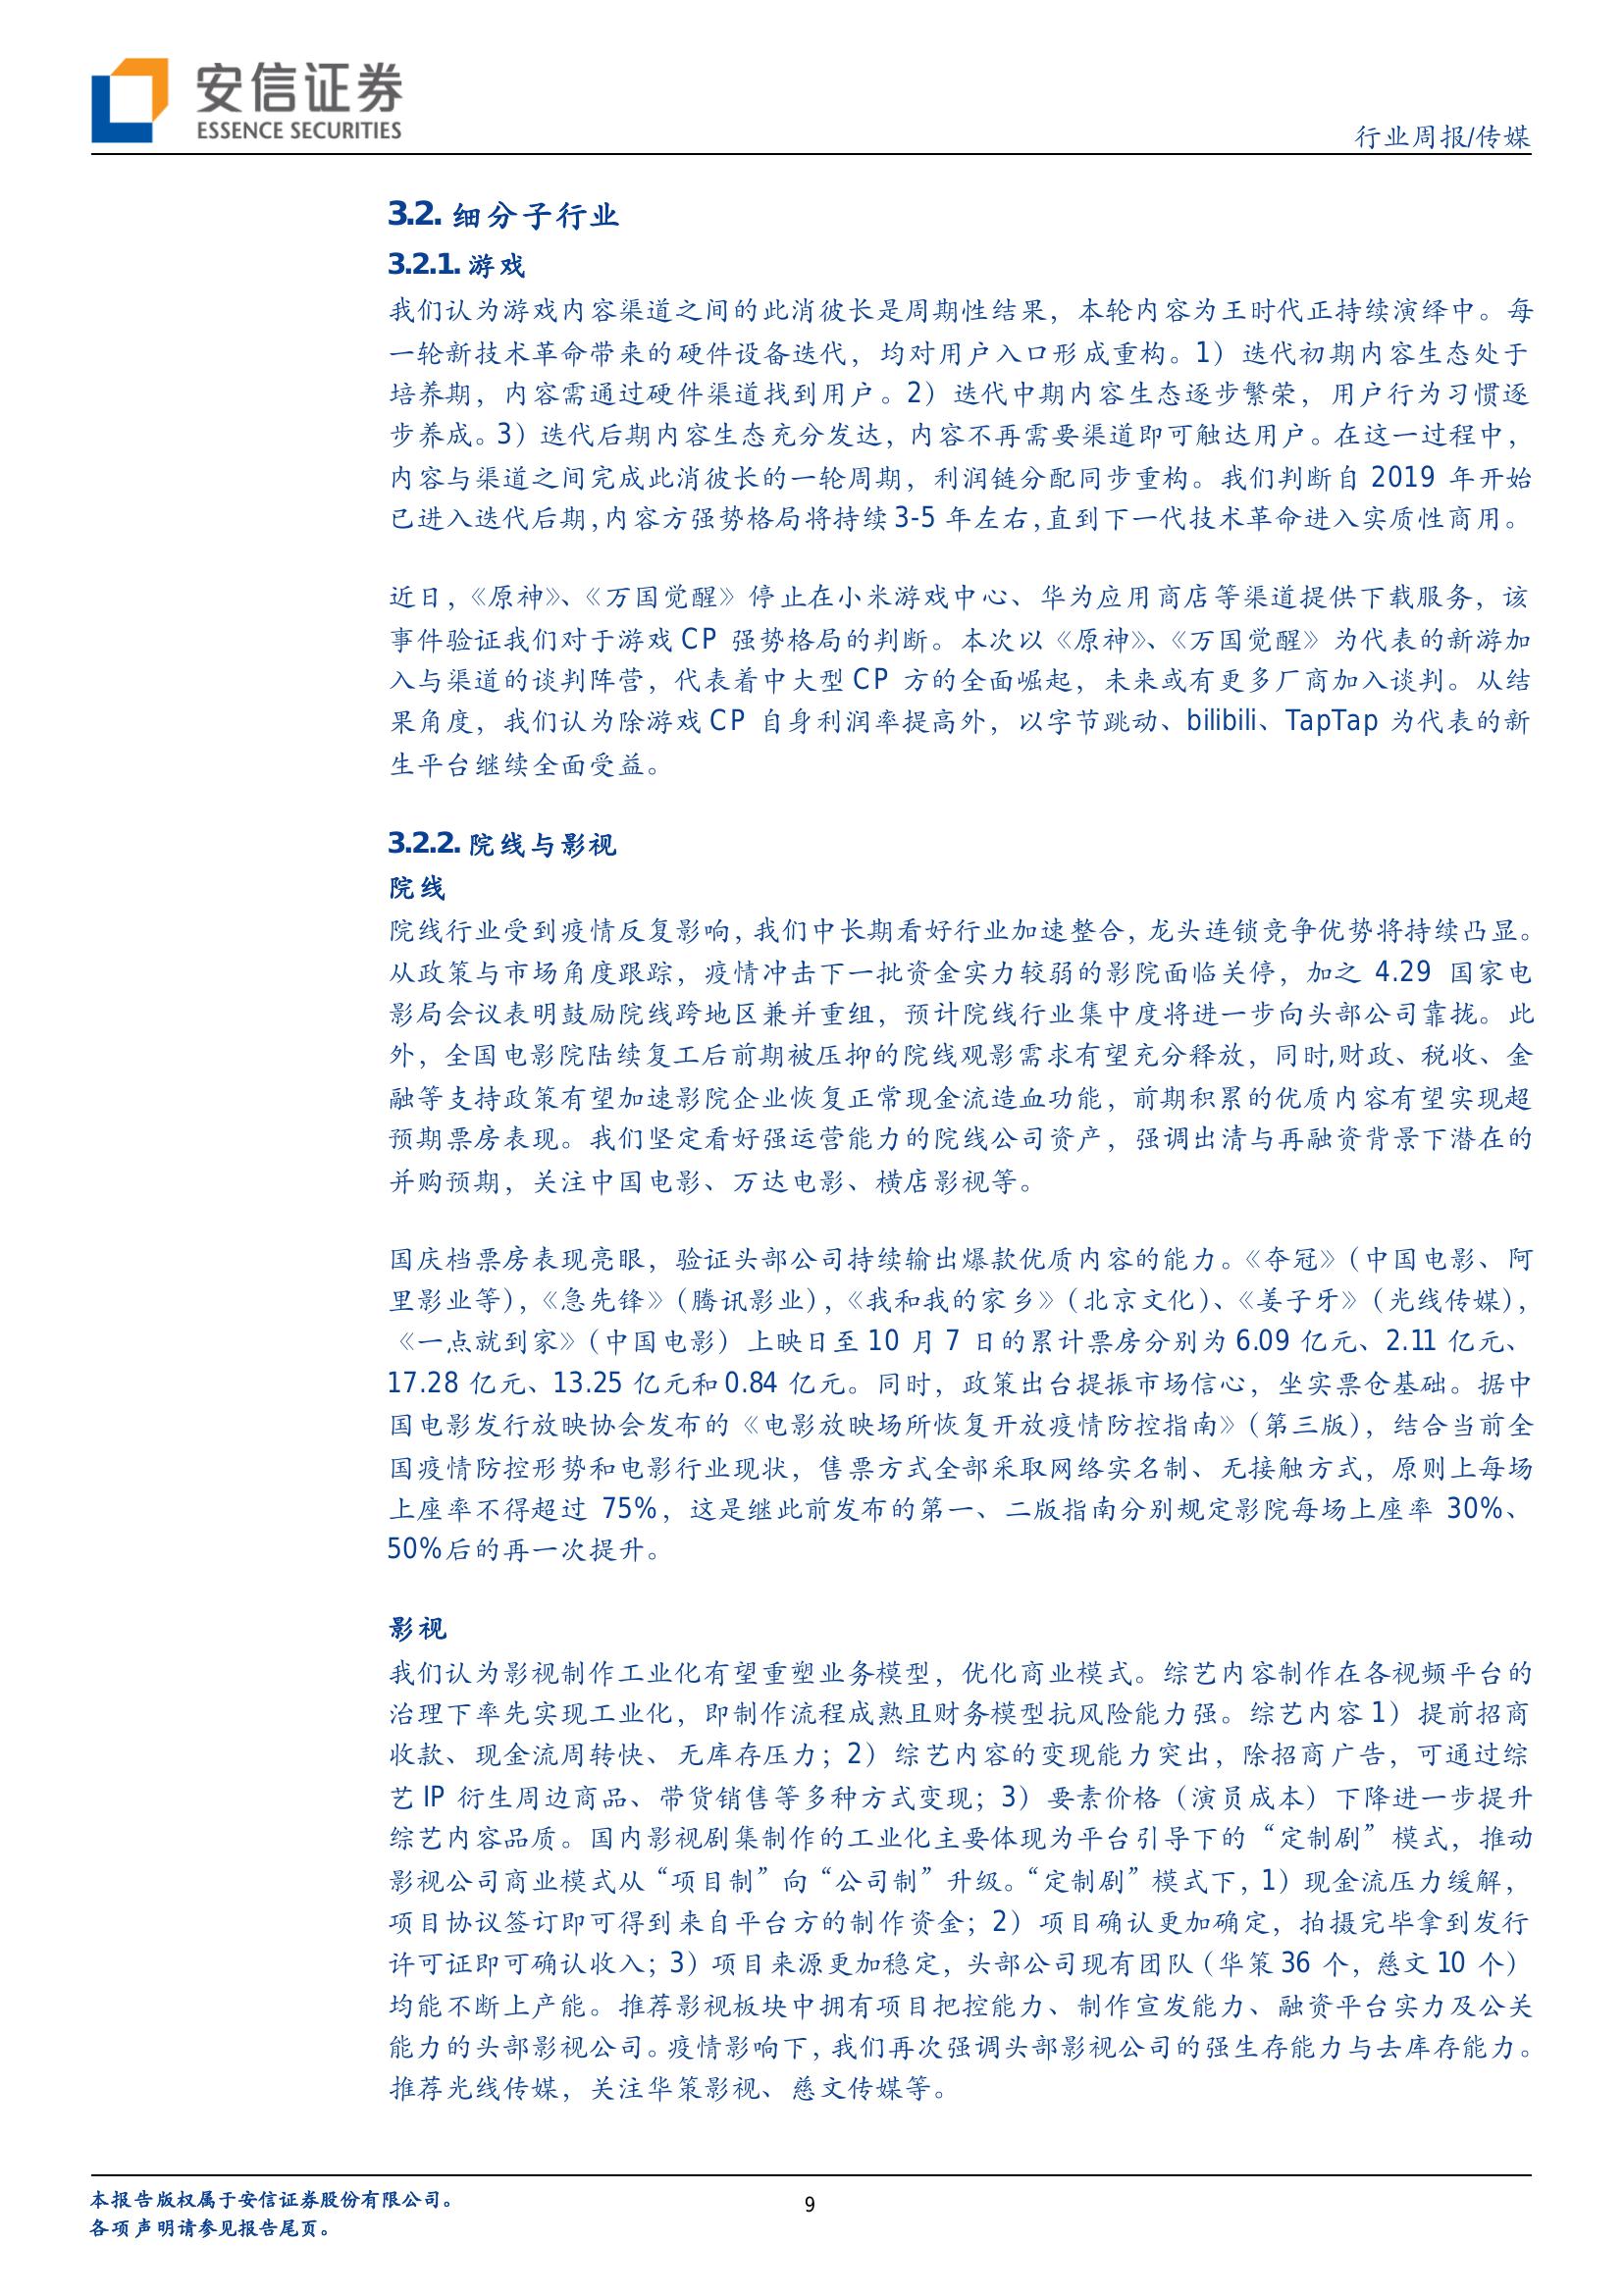 安信证券
ESSENCE SECURITIES
行业周报/传媒
3.2. 细分子行业
3.2.1. 游戏
我们认为游戏内容渠道之间的此消彼长是周期性结果，本轮内容为王时代正持续演绎中。每
一轮新技术革命带来的硬件设备迭代，均对用户入口形成重构。1）迭代初期内容生态处于
培养期，内容需通过硬件渠道找到用户。2）迭代中期内容生态逐步繁荣，用户行为习惯逐
步养成。3）迭代后期内容生态充分发达，内容不再需要渠道即可触达用户。在这一过程中，
内容与渠道之间完成此消彼长的一轮周期，利润链分配同步重构。我们判断自 2019 年开始
已进入迭代后期，内容方强势格局将持续 3-5 年左右，直到下一代技术革命进入实质性商用。
近日，《原神》、《万国觉醒》停止在小米游戏中心、华为应用商店等渠道提供下载服务，该
事件验证我们对于游戏 CP 强势格局的判断。本次以《原神》、《万国觉醒》为代表的新游加
入与渠道的谈判阵营，代表着中大型 CP 方的全面崛起，未来或有更多厂商加入谈判。从结
果角度，我们认为除游戏 CP 自身利润率提高外，以字节跳动、bilibili、TapTap 为代表的新
生平台继续全面受益。
3.2.2. 院线与影视
院线
院线行业受到疫情反复影响，我们中长期看好行业加速整合，龙头连锁竞争优势将持续凸显。
从政策与市场角度跟踪，疫情冲击下一批资金实力较弱的影院面临关停，加之 4.29 国家电
影局会议表明鼓励院线跨地区兼并重组，预计院线行业集中度将进一步向头部公司靠拢。此
外，全国电影院陆续复工后前期被压抑的院线观影需求有望充分释放，同时,财政、税收、金
融等支持政策有望加速影院企业恢复正常现金流造血功能，前期积累的优质内容有望实现超
预期票房表现。我们坚定看好强运营能力的院线公司资产，强调出清与再融资背景下潜在的
并购预期，关注中国电影、万达电影、横店影视等。
国庆档票房表现亮眼，验证头部公司持续输出爆款优质内容的能力。《夺冠》（中国电影、阿
里影业等），《急先锋》（腾讯影业），《我和我的家乡》（北京文化）、《姜子牙》（光线传媒），
《一点就到家》（中国电影）上映日至 10 月 7 日的累计票房分别为 6.09 亿元、2.11 亿元、
17.28 亿元、13.25 亿元和 0.84 亿元。同时，政策出台提振市场信心，坐实票仓基础。据中
国电影发行放映协会发布的《电影放映场所恢复开放疫情防控指南》（第三版），结合当前全
国疫情防控形势和电影行业现状，售票方式全部采取网络实名制、无接触方式，原则上每场
上座率不得超过 75%，这是继此前发布的第一、二版指南分别规定影院每场上座率 30%、
50%后的再一次提升。
影视
我们认为影视制作工业化有望重塑业务模型，优化商业模式。综艺内容制作在各视频平台的
治理下率先实现工业化，即制作流程成熟且财务模型抗风险能力强。综艺内容 1）提前招商
收款、现金流周转快、无库存压力；2）综艺内容的变现能力突出，除招商广告，可通过综
艺 IP 衍生周边商品、带货销售等多种方式变现；3）要素价格（演员成本）下降进一步提升
综艺内容品质。国内影视剧集制作的工业化主要体现为平台引导下的“定制剧”模式，推动
影视公司商业模式从“项目制”向“公司制”升级。“定制剧”模式下，1）现金流压力缓解，
项目协议签订即可得到来自平台方的制作资金；2）项目确认更加确定，拍摄完毕拿到发行
许可证即可确认收入；3）项目来源更加稳定，头部公司现有团队（华策 36 个，慈文 10 个）
均能不断上产能。推荐影视板块中拥有项目把控能力、制作宣发能力、融资平台实力及公关
能力的头部影视公司。疫情影响下，我们再次强调头部影视公司的强生存能力与去库存能力。
推荐光线传媒，关注华策影视、慈文传媒等。
本报告版权属于安信证券股份有限公司。
各项声明请参见报告尾页。
9